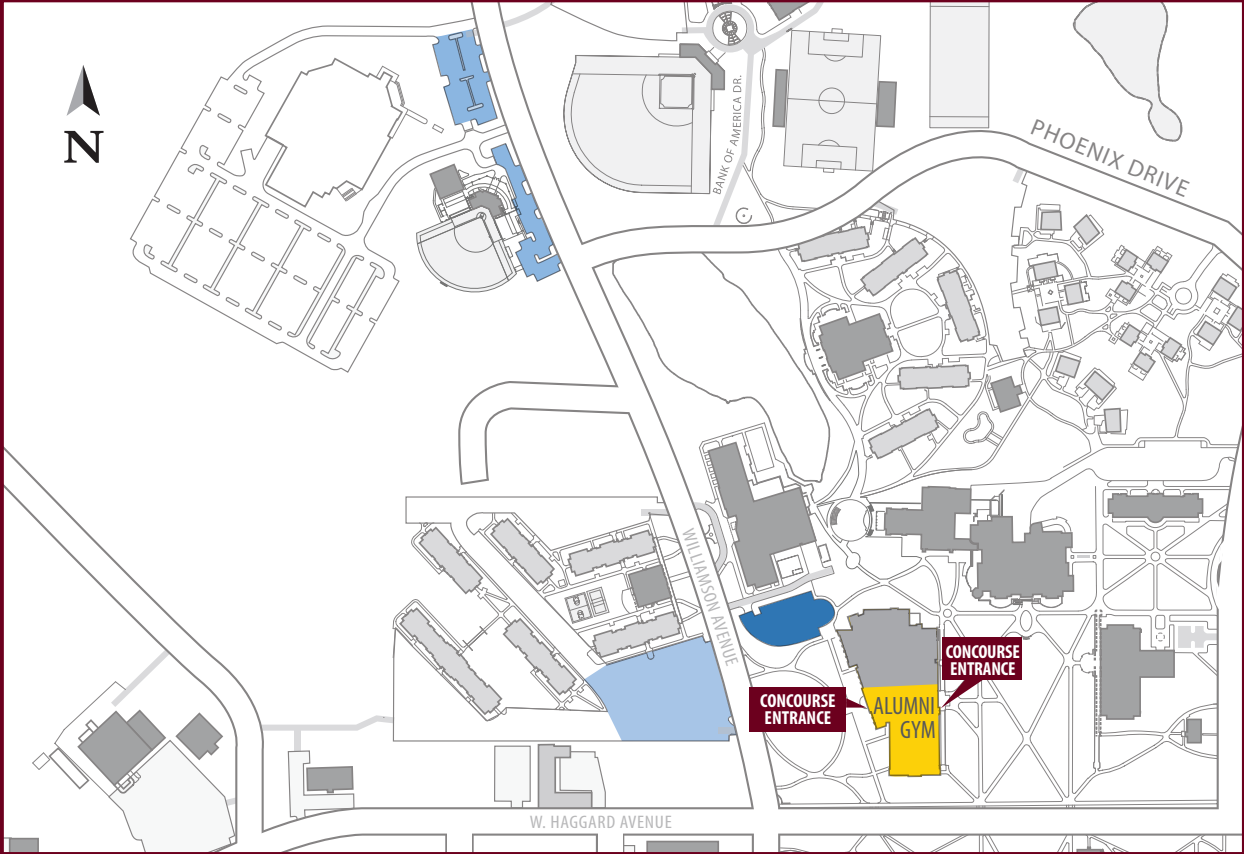 N
BANK OF AMERICA DR.
PHOENIX DRIVE
WILLIAMSON AVENUE
CONCOURSE
ENTRANCE
CONCOURSE
ENTRANCE
ALUMNI
GYM
W. HAGGARD AVENUE